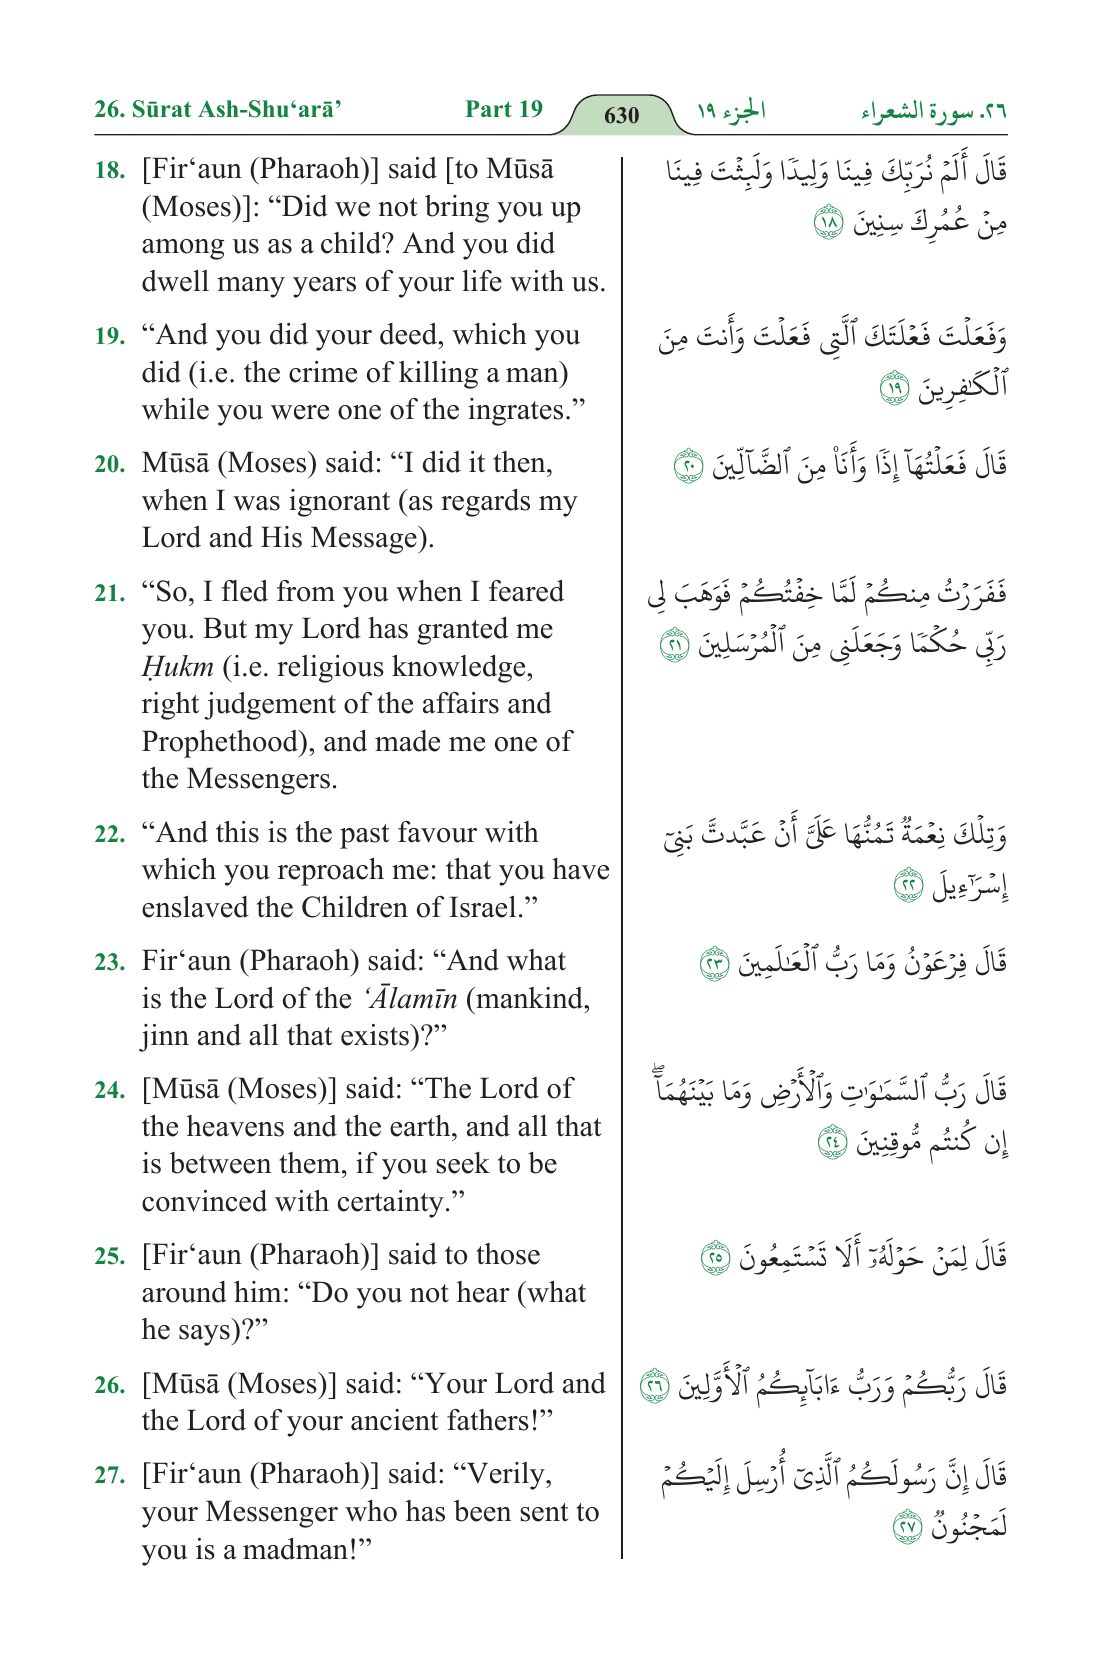 26. Sūrat Ash-Shu‘arā’ Part 19 630 الجزء ١٩ ٢٦. سورة الشعراء
18. [Fir‘aun (Pharaoh)] said [to Mūsā
(Moses)]: “Did we not bring you up
among us as a child? And you did
dwell many years of your life with us.
19. “And you did your deed, which you
did (i.e. the crime of killing a man)
while you were one of the ingrates.”
20. Mūsā (Moses) said: “I did it then,
when I was ignorant (as regards my
Lord and His Message).
21. “So, I fled from you when I feared
you. But my Lord has granted me
Ḥukm (i.e. religious knowledge,
right judgement of the affairs and
Prophethood), and made me one of
the Messengers.
22. “And this is the past favour with
which you reproach me: that you have
enslaved the Children of Israel.”
23. Fir‘aun (Pharaoh) said: “And what
is the Lord of the ‘Ālamīn (mankind,
jinn and all that exists)?”
24. [Mūsā (Moses)] said: “The Lord of
the heavens and the earth, and all that
is between them, if you seek to be
convinced with certainty.”
25. [Fir‘aun (Pharaoh)] said to those
around him: “Do you not hear (what
he says)?”
26. [Mūsā (Moses)] said: “Your Lord and
the Lord of your ancient fathers!”
27. [Fir‘aun (Pharaoh)] said: “Verily,
your Messenger who has been sent to
you is a madman!”
قَالَ أَلَمۡ نُرَبِّكَ فِينَا وَلِيدٗا وَلَبِثۡتَ فِينَا
مِنۡ عُمُرِكَ سِنِينَ ١٨
وَفَعَلۡتَ فَعۡلَتَكَ ٱلَّتِي فَعَلۡتَ وَأَنتَ مِنَ
ٱلۡكَٰفِرِينَ ١٩
قَالَ فَعَلۡتُهَآ إِذٗا وَأَنَا۠ مِنَ ٱلضَّآلِّينَ ٢٠
فَفَرَرۡتُ مِنكُمۡ لَمَّا خِفۡتُكُمۡ فَوَهَبَ لِي
رَبِّي حُكۡمٗا وَجَعَلَنِي مِنَ ٱلۡمُرۡسَلِينَ ٢١
وَتِلۡكَ نِعۡمَةٞ تَمُنُّهَا عَلَيَّ أَنۡ عَبَّدتَّ بَنِيٓ
إِسۡرَٰٓءِيلَ ٢٢
قَالَ فِرۡعَوۡنُ وَمَا رَبُّ ٱلۡعَٰلَمِينَ ٢٣
قَالَ رَبُّ ٱلسَّمَٰوَٰتِ وَٱلۡأَرۡضِ وَمَا بَيۡنَهُمَآۖ
إِن كُنتُم مُّوقِنِينَ ٢٤
قَالَ لِمَنۡ حَوۡلَهُۥٓ أَلَا تَسۡتَمِعُونَ ٢٥
قَالَ رَبُّكُمۡ وَرَبُّ ءَابَآئِكُمُ ٱلۡأَوَّلِينَ ٢٦
قَالَ إِنَّ رَسُولَكُمُ ٱلَّذِيٓ أُرۡسِلَ إِلَيۡكُمۡ
لَمَجۡنُونٞ ٢٧